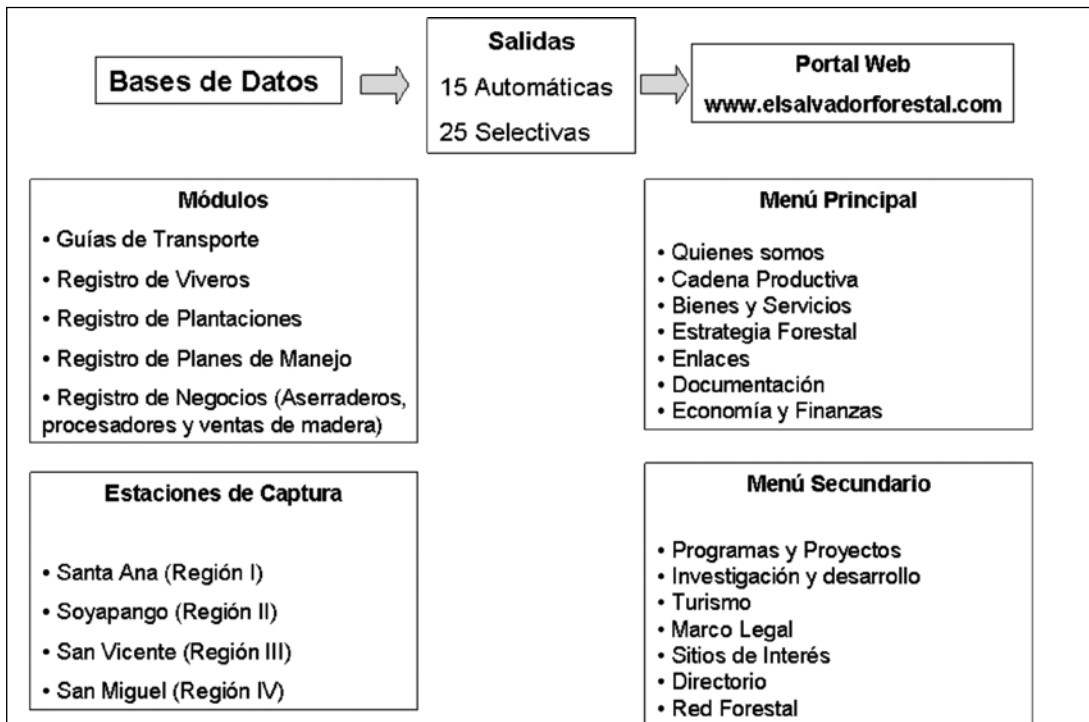 Bases de Datos
Salidas
15 Automáticas
25 Selectivas
Portal Web
www.elsalvadorforestal.com
Módulos
• Guías de Transporte
• Registro de Viveros
• Registro de Plantaciones
• Registro de Planes de Manejo
• Registro de Negocios (Aserraderos,
procesadores y ventas de madera)
Estaciones de Captura
• Santa Ana (Región I)
• Soyapango (Región II)
• San Vicente (Región III)
• San Miguel (Región IV)
Menú Principal
• Quienes somos
• Cadena Productiva
• Bienes y Servicios
• Estrategia Forestal
• Enlaces
• Documentación
• Economía y Finanzas
Menú Secundario
• Programas y Proyectos
• Investigación y desarrollo
• Turismo
• Marco Legal
• Sitios de Interés
• Directorio
• Red Forestal